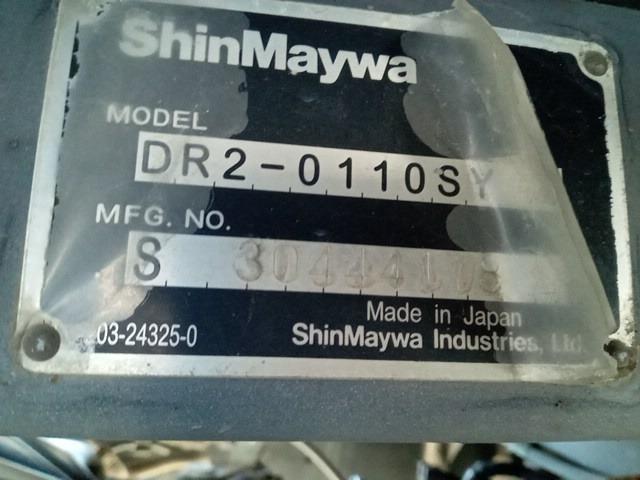 ShinMaywa
MODEL
DR2-0110SY
MFG. NO.
S
Made in Japan
03-24325-0
ShinMaywa Industries, Ltd.